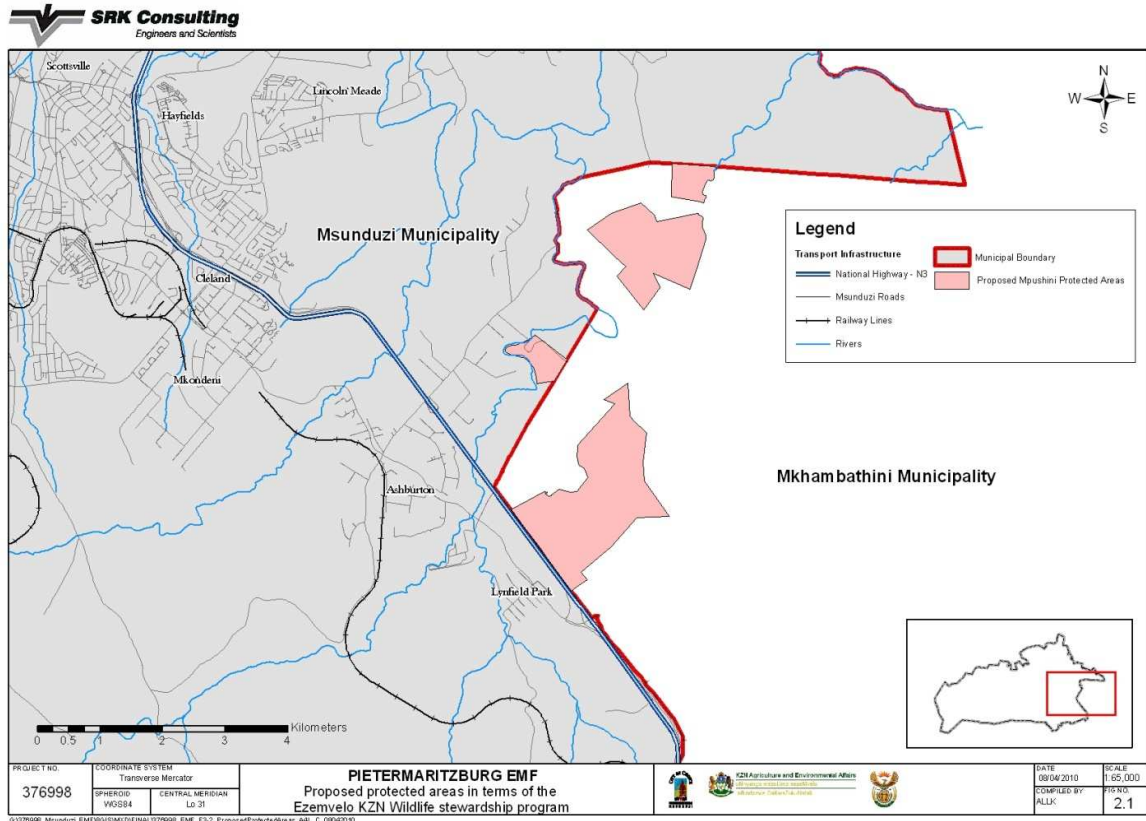 SRK Consulting
Engineers and Scientists
Scottsville
Lincoln Meade
Hayfields
N
W E
S
Msunduzi Municipality
Cleland
Mkondeni
Ashburton
Lynfield Park
Mkhambathini Municipality
Legend
Transport Infrastructure
National Highway - N3
Msunduzi Roads
Railway Lines
Rivers
Municipal Boundary
Proposed Mpushini Protected Areas
Kilometers
0 0.5 1 2 3 4
PROJECT NO.
376998
COORDINATE SYSTEM
Transverse Mercator
SPHEROID
WGS84
CENTRAL MERIDIAN
Lo 31
PIETERMARITZBURG EMF
Proposed protected areas in terms of the
Ezemvelo KZN Wildlife stewardship program
KZN Agriculture and Environmental Affairs
DATE
08/04/2010
COMPILED BY
ALLK
SCALE
1:65,000
FIG NO.
2.1